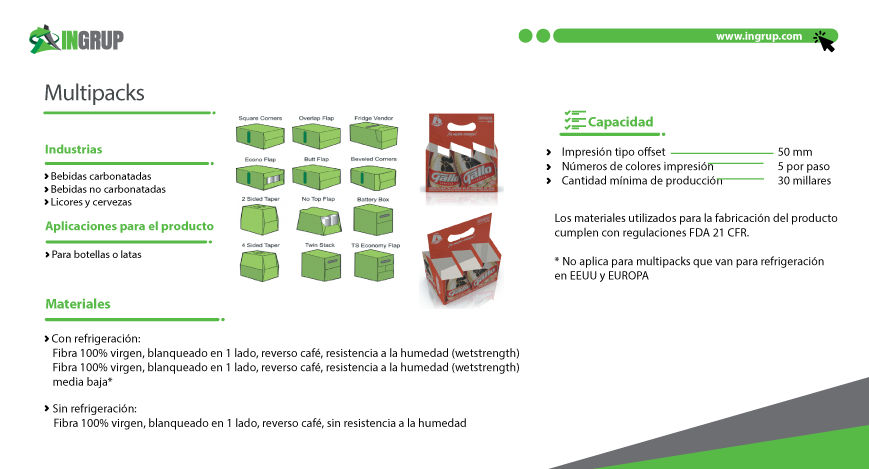 INGRUP
www.ingrup.com
Multipacks
Industrias
Bebidas carbonatadas
Bebidas no carbonatadas
Licores y cervezas
Aplicaciones para el producto
Para botellas o latas
Square Corners
Overlap Flap
Fridge Vendor
Econo Flap
Butt Flap
Beveled Corners
2 Sided Taper
No Top Flap
Battery Box
4 Sided Taper
Twin Stack
TS Economy Flap
Gallo
Gallo
Gallo
Capacidad
Impresión tipo offset 50 mm
Números de colores impresión 5 por paso
Cantidad mínima de producción 30 millares
Los materiales utilizados para la fabricación del producto
cumplen con regulaciones FDA 21 CFR.
* No aplica para multipacks que van para refrigeración
en EEUU y EUROPA
Materiales
Con refrigeración:
Fibra 100% virgen, blanqueado en 1 lado, reverso café, resistencia a la humedad (wetstrength)
Fibra 100% virgen, blanqueado en 1 lado, reverso café, resistencia a la humedad (wetstrength)
media baja*
Sin refrigeración:
Fibra 100% virgen, blanqueado en 1 lado, reverso café, sin resistencia a la humedad